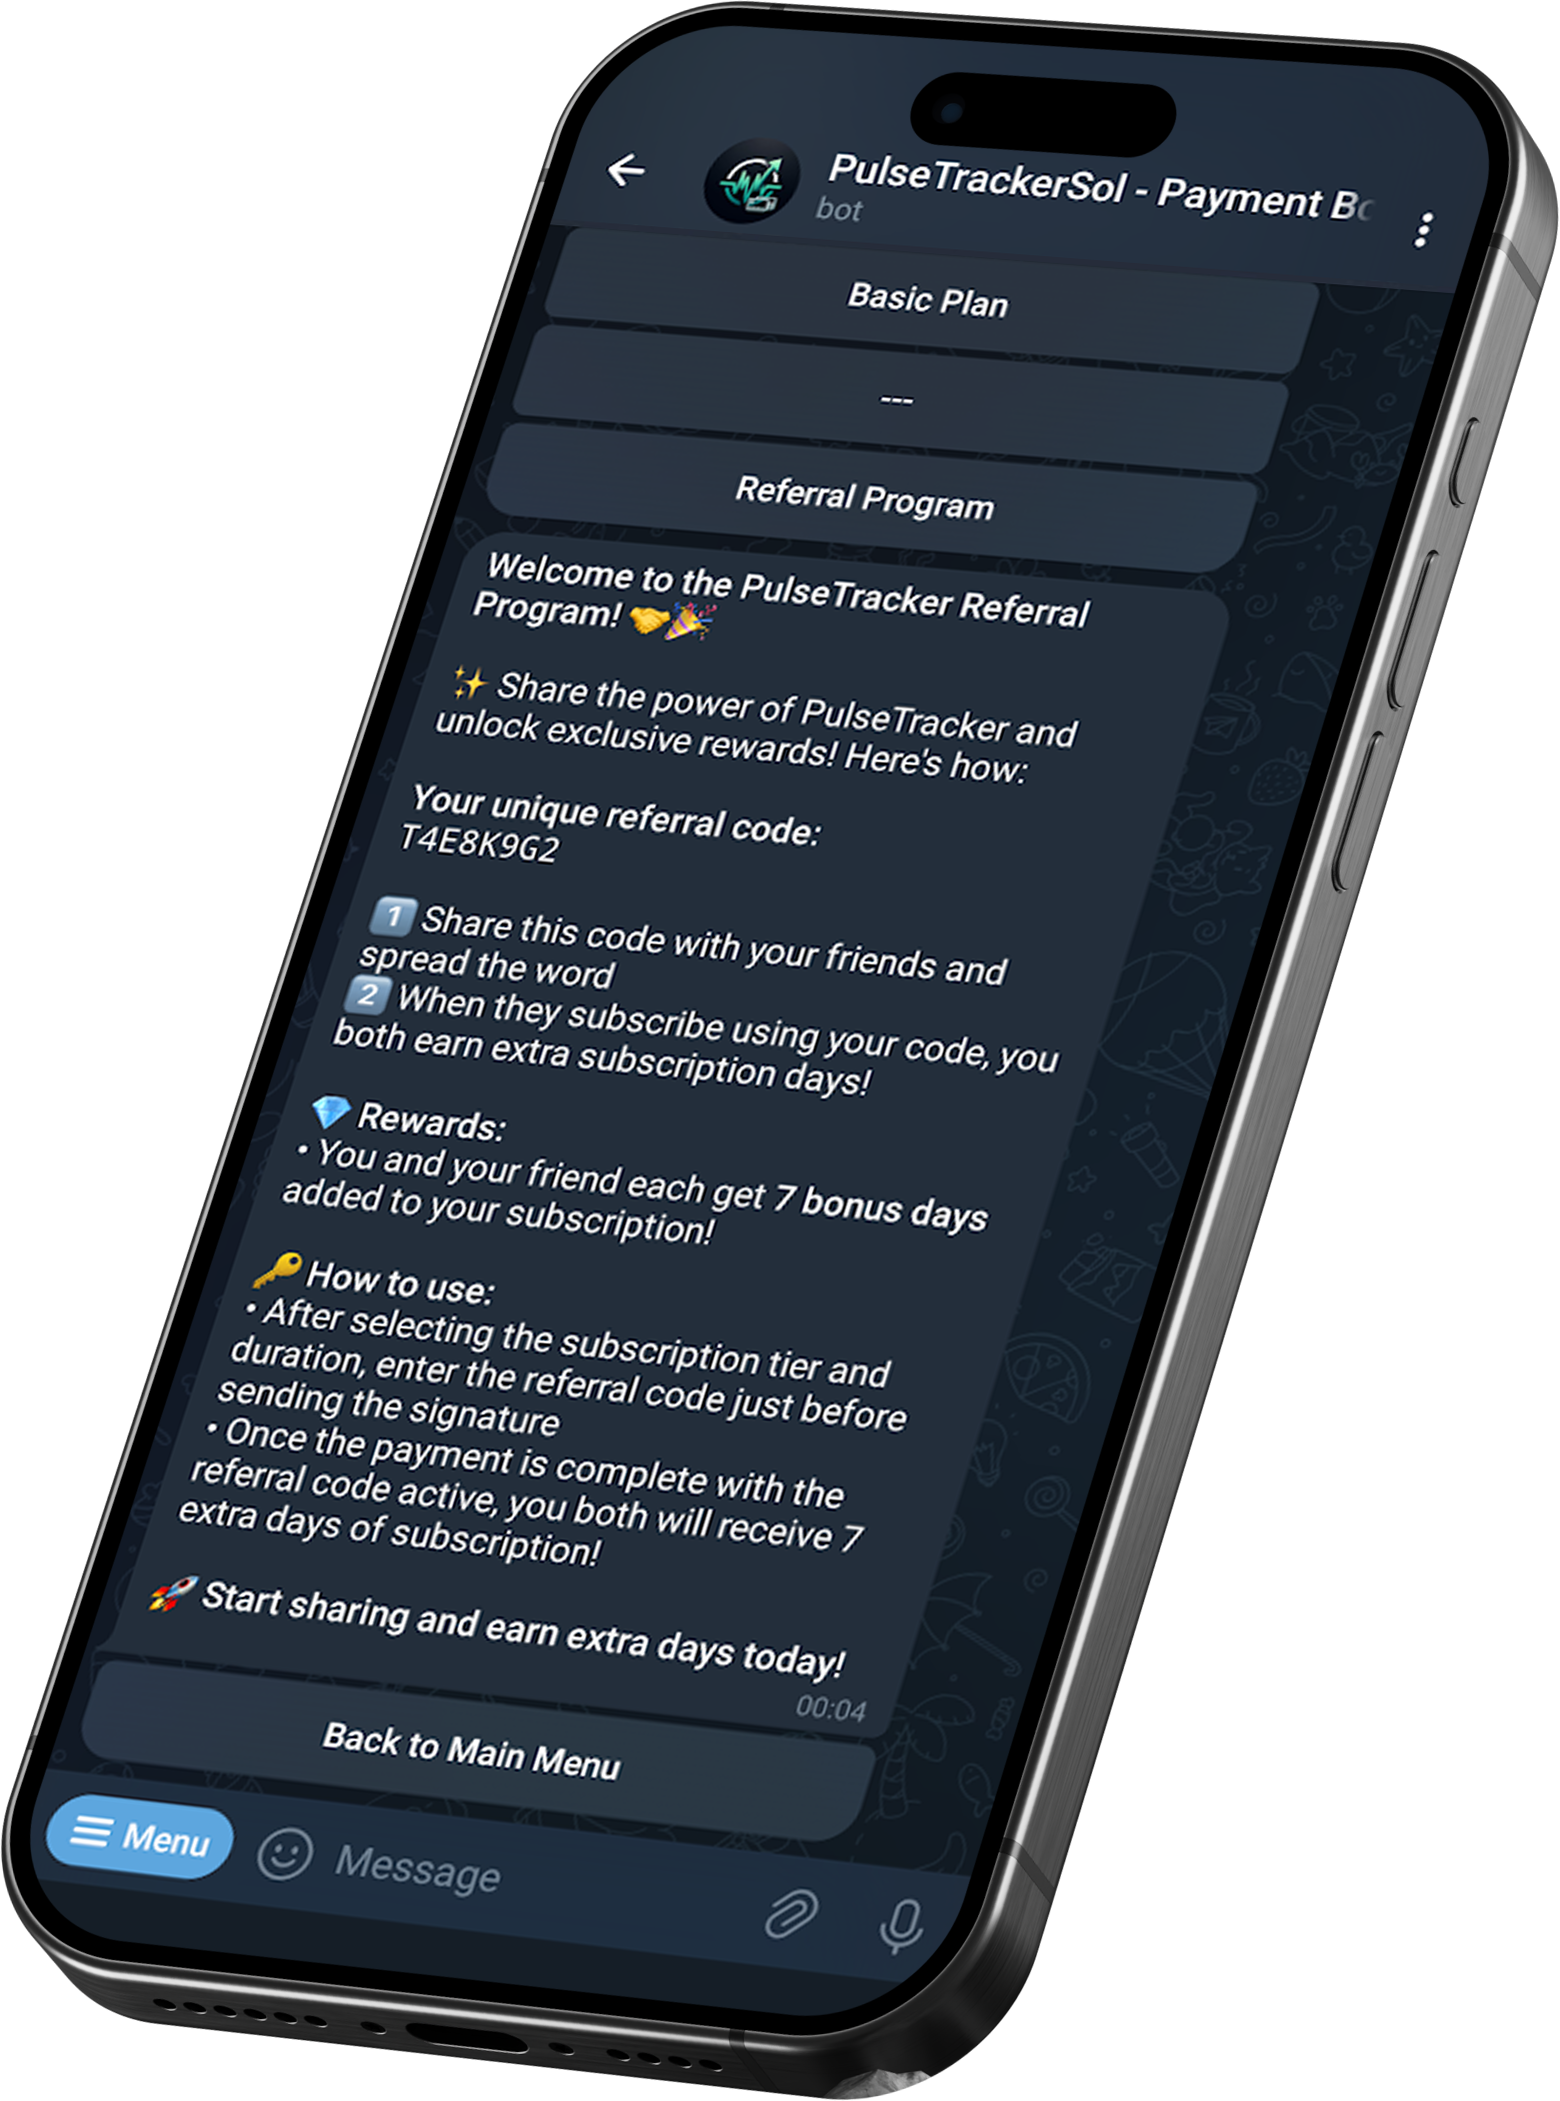 PulseTrackerSol - Payment
bot
Basic Plan
---
Referral Program
Welcome to the PulseTracker Referral
Program! 🤝🎉
✨ Share the power of PulseTracker and
unlock exclusive rewards! Here's how:
Your unique referral code:
T4E8K9G2
1️⃣ Share this code with your friends and
spread the word
2️⃣ When they subscribe using your code, you
both earn extra subscription days!
💎 Rewards:
• You and your friend each get 7 bonus days
added to your subscription!
🔑 How to use:
• After selecting the subscription tier and
duration, enter the referral code just before
sending the signature
• Once the payment is complete with the
referral code active, you both will receive 7
extra days of subscription!
🚀 Start sharing and earn extra days today!
00:04
Back to Main Menu
Menu
Message